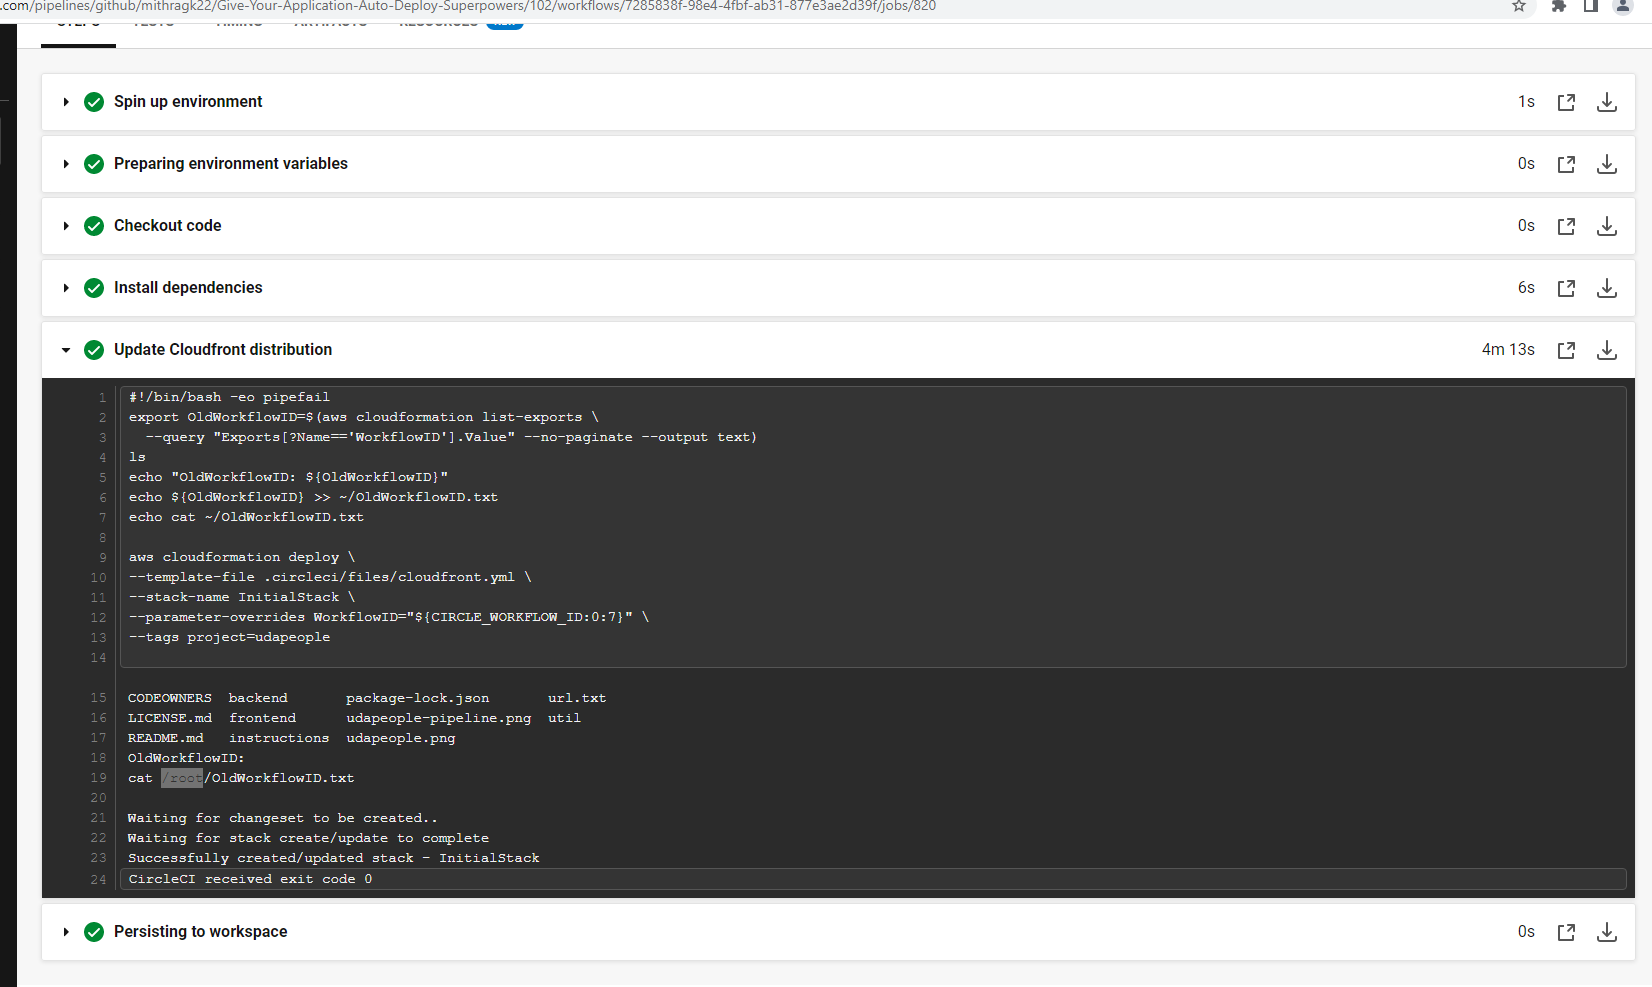 .com/pipelines/github/mithragk22/Give-Your-Application-Auto-Deploy-Superpowers/102/workflows/7285838f-98e4-4fbf-ab31-877e3ae2d39f/jobs/820
STEPS TESTS TIMING ARTIFACTS RESOURCES
Spin up environment 1s
Preparing environment variables 0s
Checkout code 0s
Install dependencies 6s
Update Cloudfront distribution 4m 13s
1 #!/bin/bash -eo pipefail
2 export OldWorkflowID=$(aws cloudformation list-exports \
3 --query "Exports[?Name=='WorkflowID'].Value" --no-paginate --output text)
4 ls
5 echo "OldWorkflowID: ${OldWorkflowID}"
6 echo ${OldWorkflowID} >> ~/OldWorkflowID.txt
7 echo cat ~/OldWorkflowID.txt
8
9 aws cloudformation deploy \
10 --template-file .circleci/files/cloudfront.yml \
11 --stack-name InitialStack \
12 --parameter-overrides WorkflowID="${CIRCLE_WORKFLOW_ID:0:7}" \
13 --tags project=udapeople
14
15 CODEOWNERS backend package-lock.json url.txt
16 LICENSE.md frontend udapeople-pipeline.png util
17 README.md instructions udapeople.png
18 OldWorkflowID:
19 cat /root/OldWorkflowID.txt
20
21 Waiting for changeset to be created..
22 Waiting for stack create/update to complete
23 Successfully created/updated stack - InitialStack
24 CircleCI received exit code 0
Persisting to workspace 0s